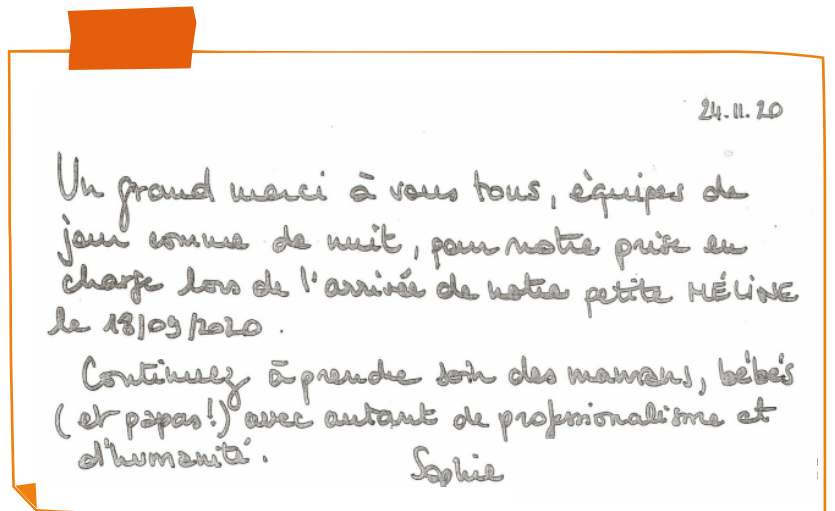 24.11.20
Un grand merci à vous tous, équipes de
jour comme de nuit, pour notre prise en
charge lors de l'arrivée de notre petite MÉLINE
le 18/09/2020.
Continuez à prendre soin des mamans, bébés
(et papas!) avec autant de professionalisme et
d'humanité.
Sophie